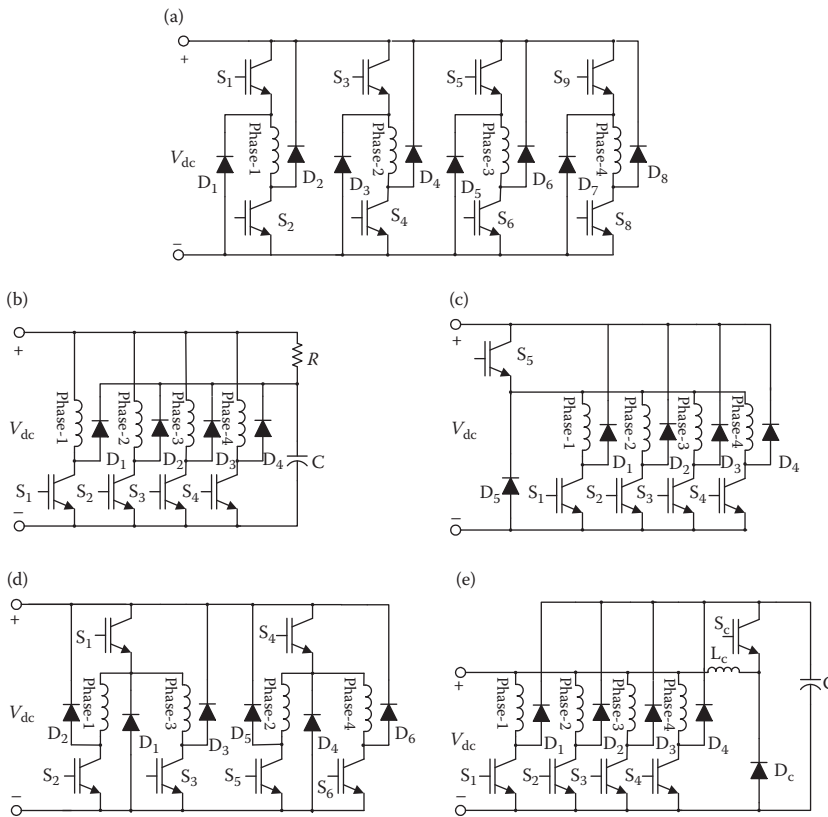 (a)
+
S1 S3 S5 S9
Phase-1 Phase-2 Phase-3 Phase-4
Vdc
D1 D2 D3 D4 D5 D6 D7 D8
S2 S4 S6 S8
−
(b)
+
R
Phase-1 Phase-2 Phase-3 Phase-4
Vdc
D1 D2 D3 D4 C
S1 S2 S3 S4
−
(c)
+
S5
Phase-1 Phase-2 Phase-3 Phase-4
Vdc
D1 D2 D3 D4
D5 S1 S2 S3 S4
−
(d)
+
S1 S4
Phase-1 Phase-3 Phase-2 Phase-4
Vdc
D2 D1 D3 D5 D4 D6
S2 S3 S5 S6
−
(e)
Sc
Lc
+
C
Phase-1 Phase-2 Phase-3 Phase-4
Vdc
D1 D2 D3 D4
S1 S2 S3 S4 Dc
−